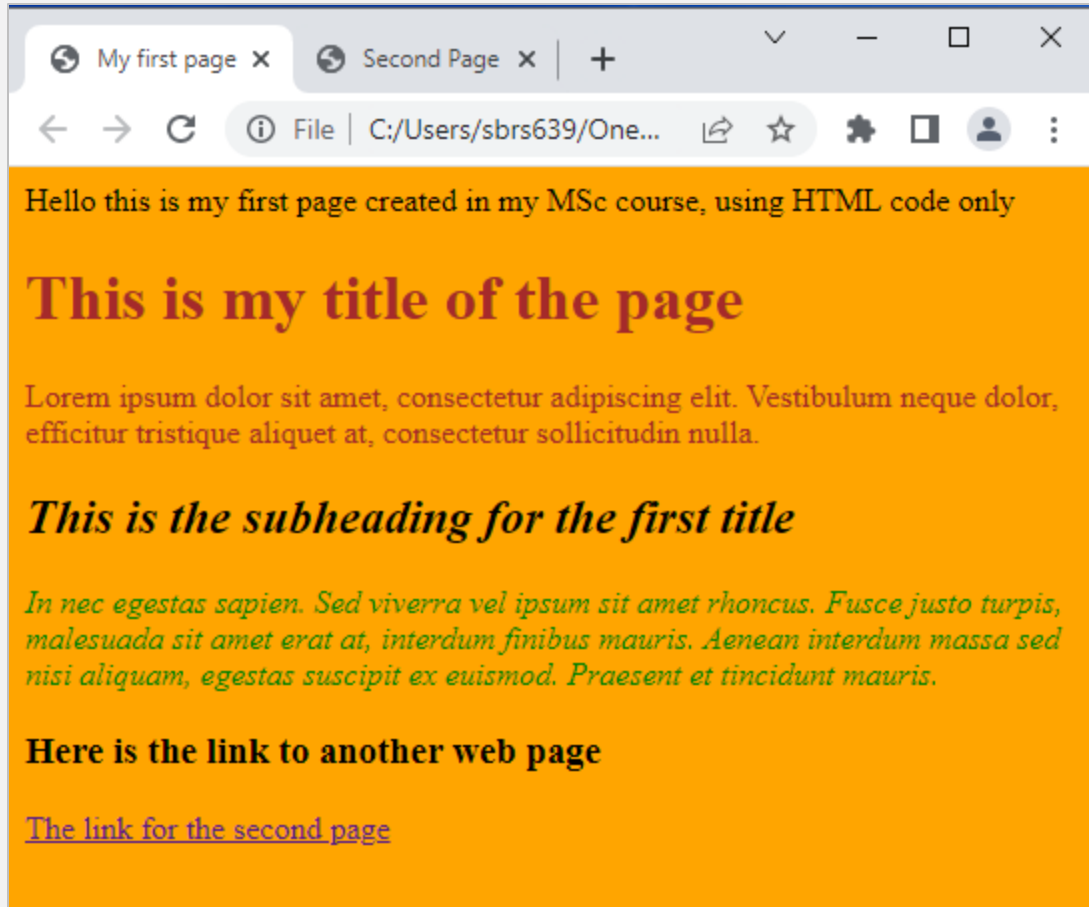 My first page
Second Page
File
C:/Users/sbrs639/One...
Hello this is my first page created in my MSc course, using HTML code only
This is my title of the page
Lorem ipsum dolor sit amet, consectetur adipiscing elit. Vestibulum neque dolor,
efficitur tristique aliquet at, consectetur sollicitudin nulla.
This is the subheading for the first title
In nec egestas sapien. Sed viverra vel ipsum sit amet rhoncus. Fusce justo turpis,
malesuada sit amet erat at, interdum finibus mauris. Aenean interdum massa sed
nisi aliquam, egestas suscipit ex euismod. Praesent et tincidunt mauris.
Here is the link to another web page
The link for the second page